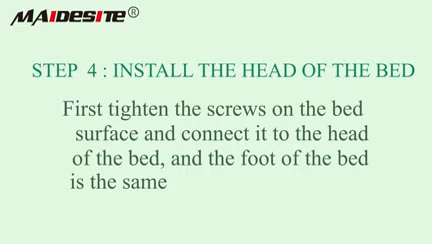 MAIDESITE®
STEP 4 : INSTALL THE HEAD OF THE BED
First tighten the screws on the bed
surface and connect it to the head
of the bed, and the foot of the bed
is the same